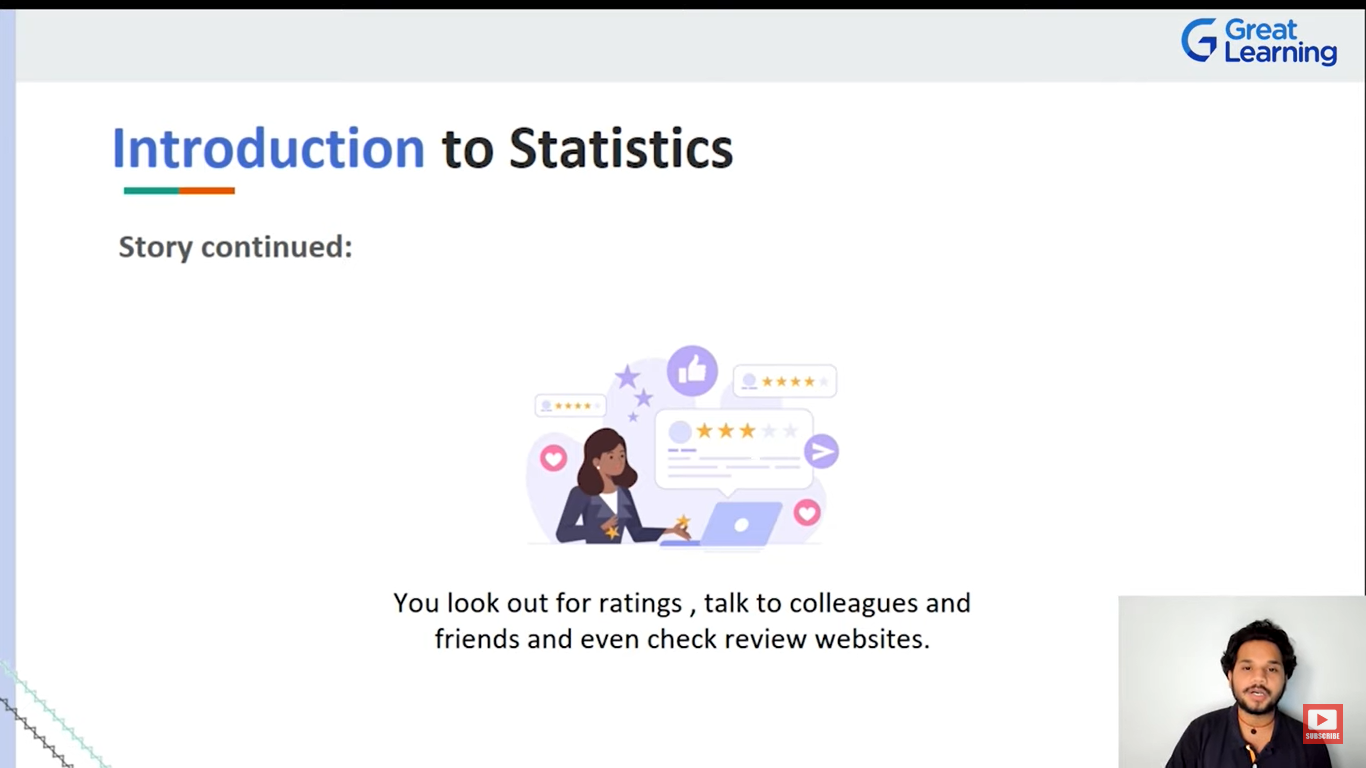 Great
Learning
Introduction to Statistics
Story continued:
You look out for ratings , talk to colleagues and
friends and even check review websites.
SUBSCRIBE